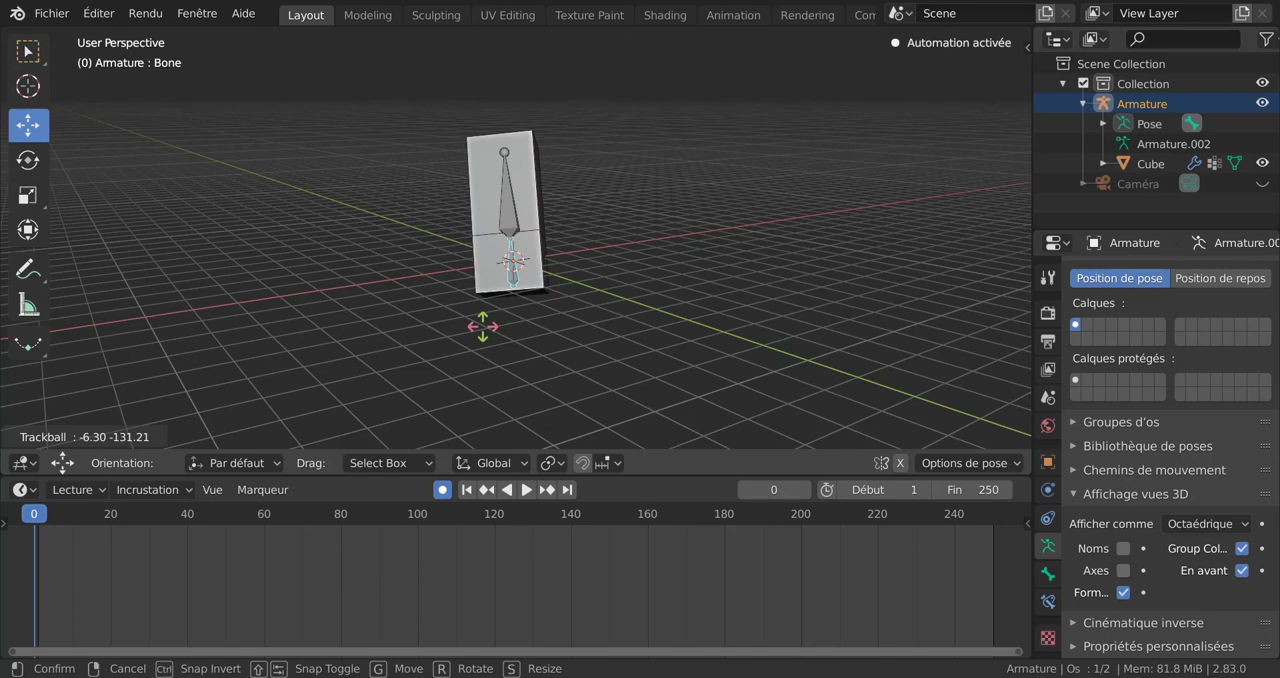 Fichier Éditer Rendu Fenêtre Aide Layout Modeling Sculpting UV Editing Texture Paint Shading Animation Rendering Com Scene View Layer
User Perspective
(0) Armature : Bone
Automation activée
Scene Collection
Collection
Armature
Pose
Armature.002
Cube
Caméra
Armature Armature.00
Position de pose Position de repos
Calques :
Calques protégés :
Groupes d'os
Bibliothèque de poses
Chemins de mouvement
Affichage vues 3D
Afficher comme Octaédrique
Noms Group Col...
Axes En avant
Form...
Cinématique inverse
Propriétés personnalisées
Trackball : -6.30 -131.21
Orientation: Par défaut Drag: Select Box Global X Options de pose
Lecture Incrustation Vue Marqueur 0 Début 1 Fin 250
0 20 40 60 80 100 120 140 160 180 200 220 240
Confirm Cancel Ctrl Snap Invert Snap Toggle G Move R Rotate S Resize Armature | Os : 1/2 | Mem: 81.8 MiB | 2.83.0